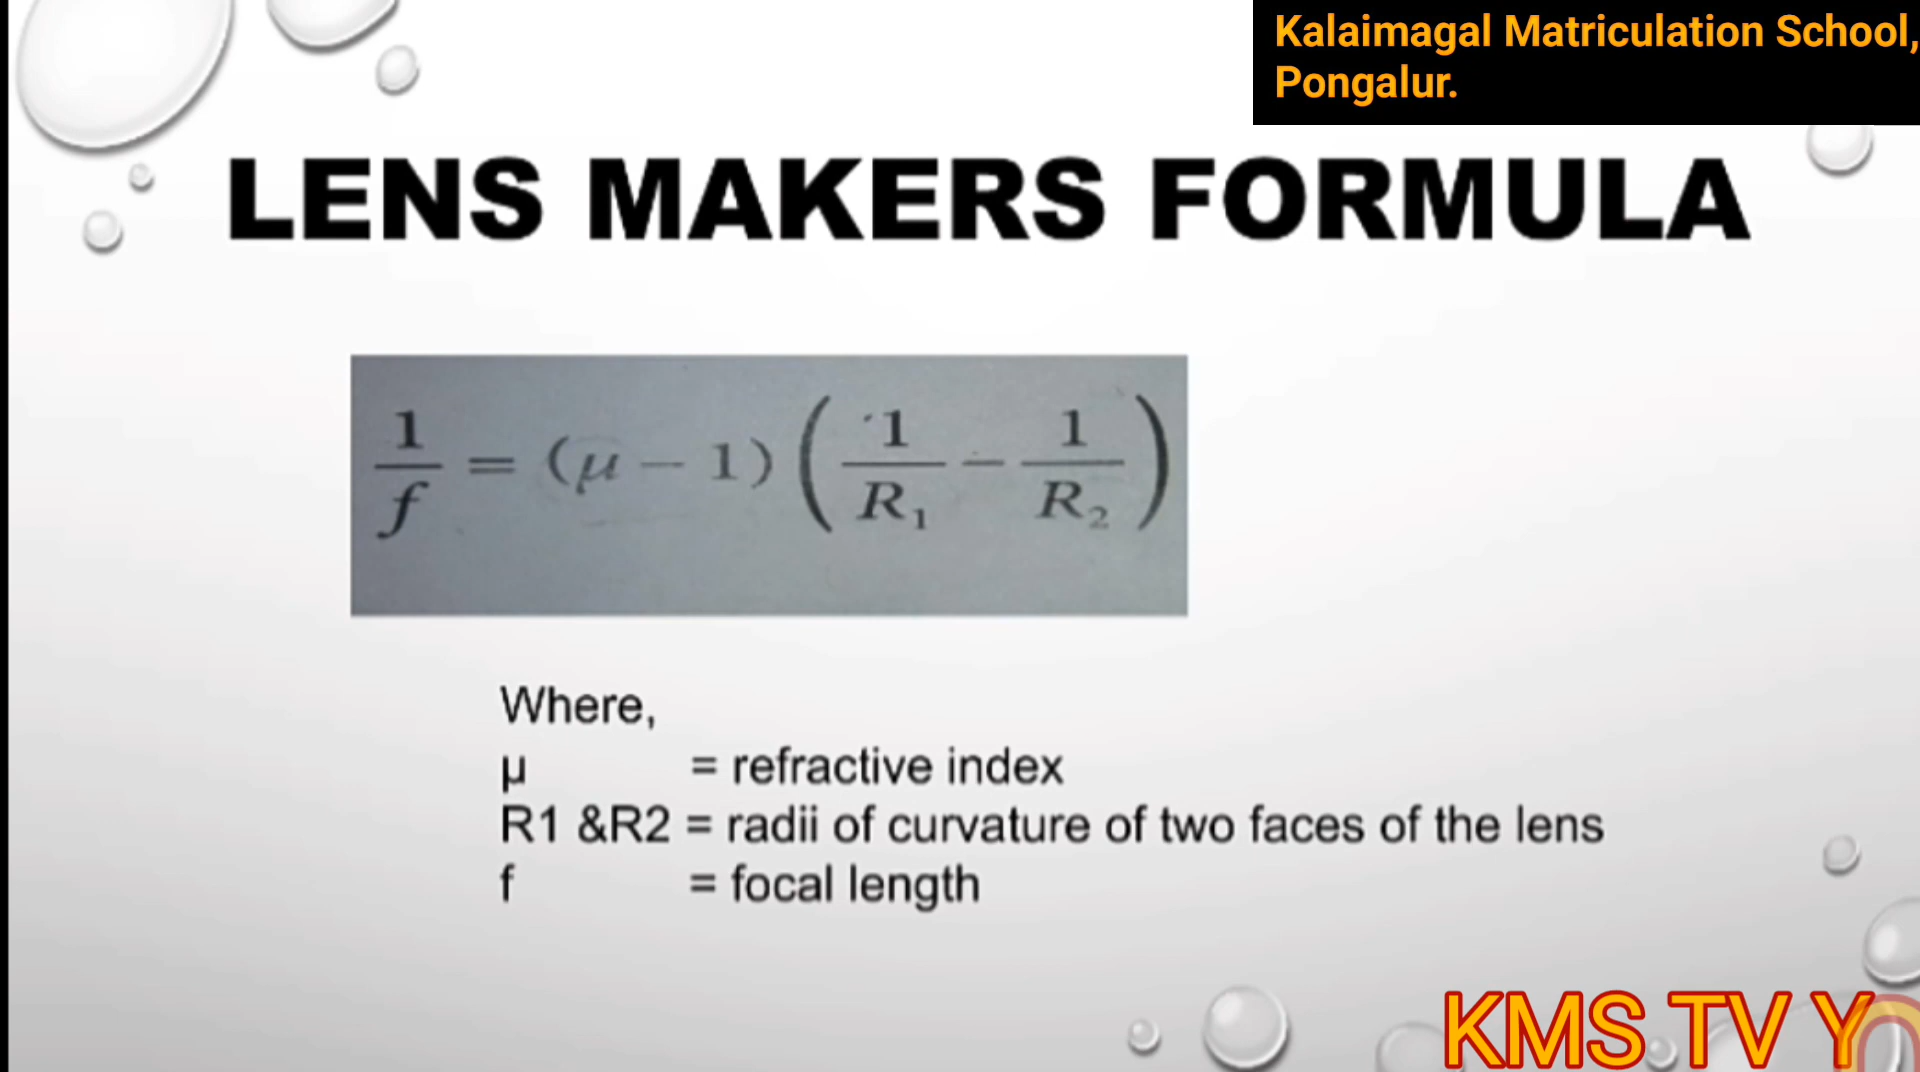 Kalaimagal Matriculation School,
Pongalur.
LENS MAKERS FORMULA
1/f = (μ − 1) (1/R₁ − 1/R₂)
Where,
μ = refractive index
R1 &R2 = radii of curvature of two faces of the lens
f = focal length
KMS TV Y